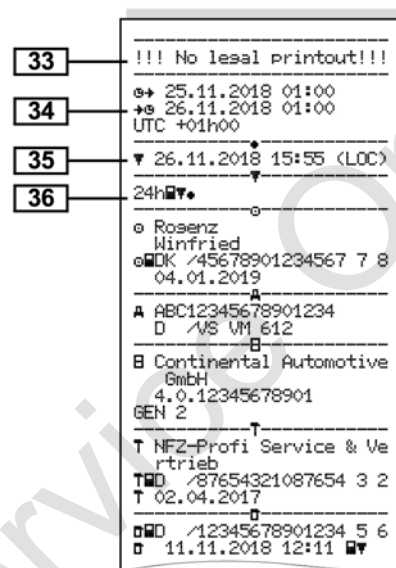 33
!!! No legal printout!!!
34
25.11.2018 01:00
26.11.2018 01:00
UTC +01h00
35
▼ 26.11.2018 15:55 (LOC)
36
24h▼
Rosenz
Winfried
DK /45678901234567 7 8
04.01.2019
A
A ABC12345678901234
D /VS VM 612
B
B Continental Automotive
GmbH
4.0.12345678901
GEN 2
T
T NFZ-Profi Service & Ve
rtrieb
TD /87654321087654 3 2
T 02.04.2017
D /12345678901234 5 6
11.11.2018 12:11 ▼
Service O